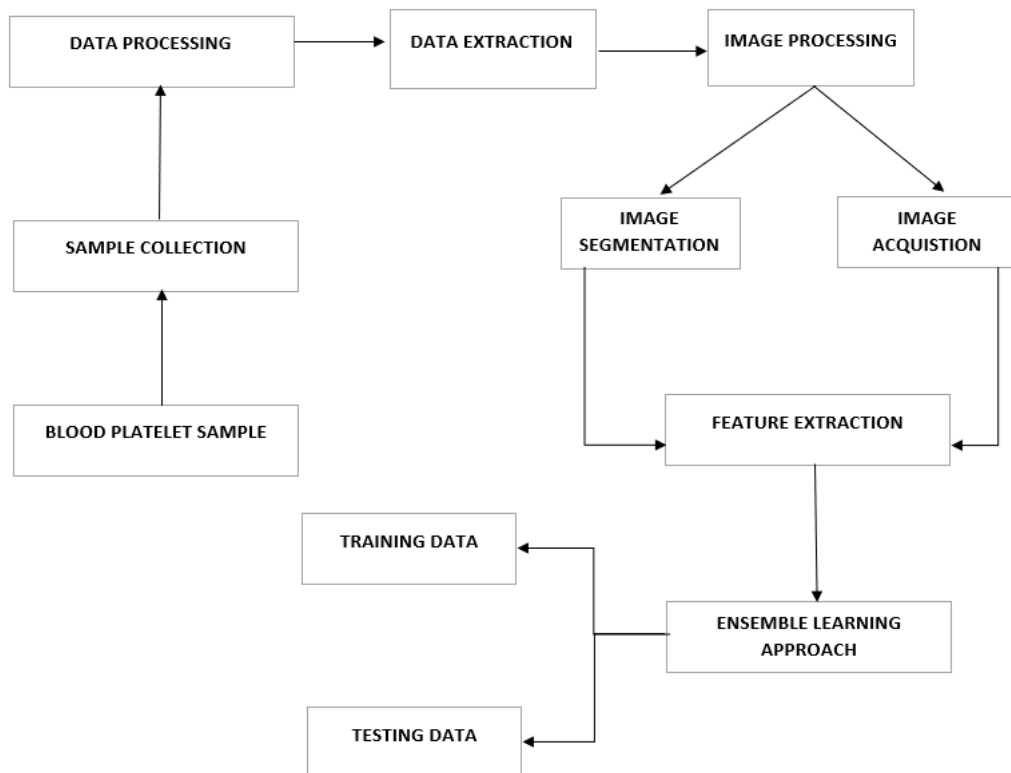 DATA PROCESSING
DATA EXTRACTION
IMAGE PROCESSING
IMAGE
SEGMENTATION
IMAGE
ACQUISTION
SAMPLE COLLECTION
BLOOD PLATELET SAMPLE
FEATURE EXTRACTION
TRAINING DATA
ENSEMBLE LEARNING
APPROACH
TESTING DATA